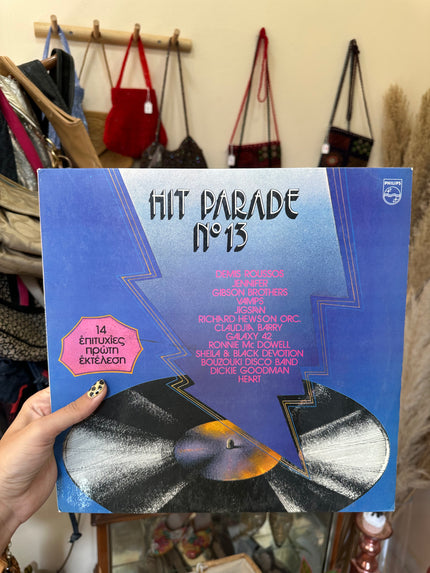 PHILIPS
HIT PARADE
Nº 13
DEMIS ROUSSOS
JENNIFER
GIBSON BROTHERS
VAMPS
JIGSAW
RICHARD HEWSON ORC.
CLAUDJA BARRY
GALAXY 42
RONNIE Mc DOWELL
SHEILA & BLACK DEVOTION
BOUZOUKI DISCO BAND
DICKIE GOODMAN
HEART
14
ἐπιτυχίες
πρώτη
ἐκτέλεση